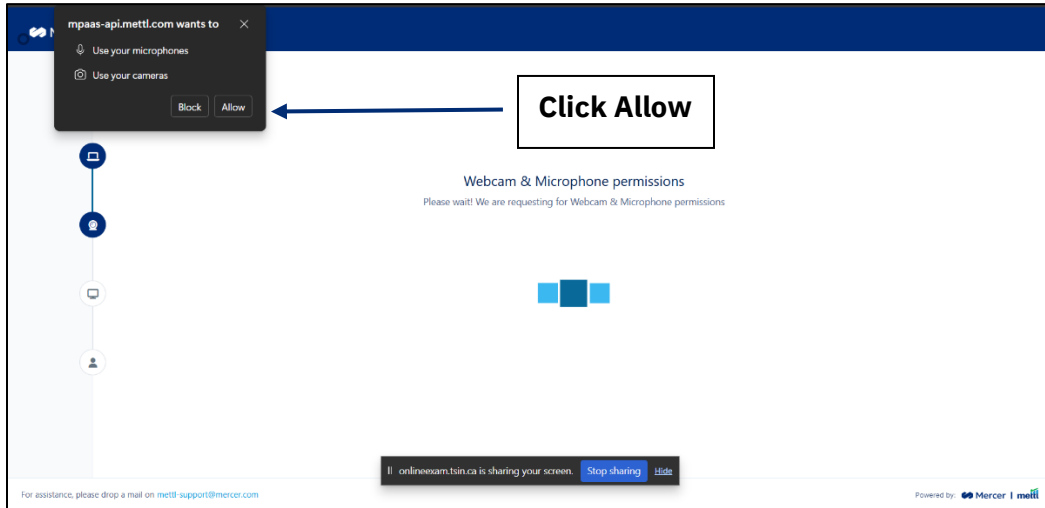 mpaas-api.mettl.com wants to
Use your microphones
Use your cameras
Block Allow
Click Allow
Webcam & Microphone permissions
Please wait! We are requesting for Webcam & Microphone permissions
onlineexam.tsin.ca is sharing your screen. Stop sharing Hide
For assistance, please drop a mail on mettl-support@mercer.com
Powered by: Mercer | mettl